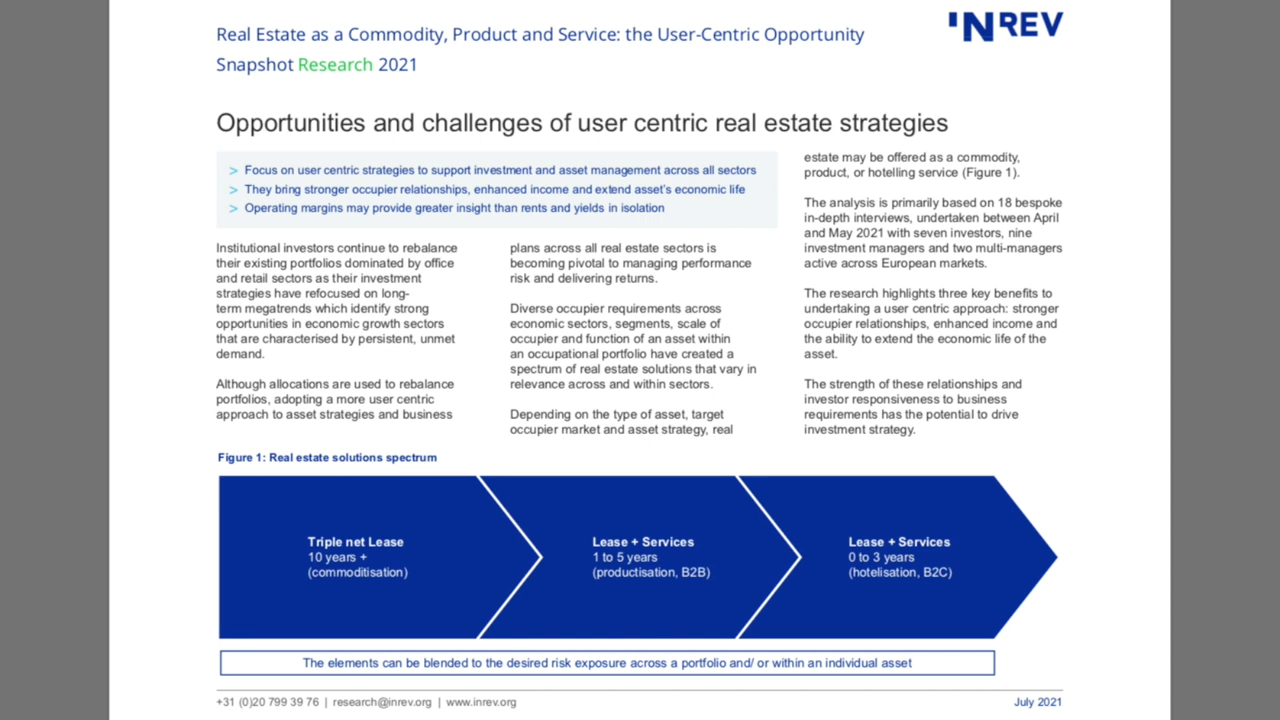 Real Estate as a Commodity, Product and Service: the User-Centric Opportunity
Snapshot Research 2021
INREV
Opportunities and challenges of user centric real estate strategies
> Focus on user centric strategies to support investment and asset management across all sectors
> They bring stronger occupier relationships, enhanced income and extend asset's economic life
> Operating margins may provide greater insight than rents and yields in isolation
Institutional investors continue to rebalance
their existing portfolios dominated by office
and retail sectors as their investment
strategies have refocused on long-
term megatrends which identify strong
opportunities in economic growth sectors
that are characterised by persistent, unmet
demand.
Although allocations are used to rebalance
portfolios, adopting a more user centric
approach to asset strategies and business
plans across all real estate sectors is
becoming pivotal to managing performance
risk and delivering returns.
Diverse occupier requirements across
economic sectors, segments, scale of
occupier and function of an asset within
an occupational portfolio have created a
spectrum of real estate solutions that vary in
relevance across and within sectors.
Depending on the type of asset, target
occupier market and asset strategy, real
estate may be offered as a commodity,
product, or hotelling service (Figure 1).
The analysis is primarily based on 18 bespoke
in-depth interviews, undertaken between April
and May 2021 with seven investors, nine
investment managers and two multi-managers
active across European markets.
The research highlights three key benefits to
undertaking a user centric approach: stronger
occupier relationships, enhanced income and
the ability to extend the economic life of the
asset.
The strength of these relationships and
investor responsiveness to business
requirements has the potential to drive
investment strategy.
Figure 1: Real estate solutions spectrum
Triple net Lease
10 years +
(commoditisation)
Lease + Services
1 to 5 years
(productisation, B2B)
Lease + Services
0 to 3 years
(hotelisation, B2C)
The elements can be blended to the desired risk exposure across a portfolio and/ or within an individual asset
+31 (0)20 799 39 76 | research@inrev.org | www.inrev.org
July 2021